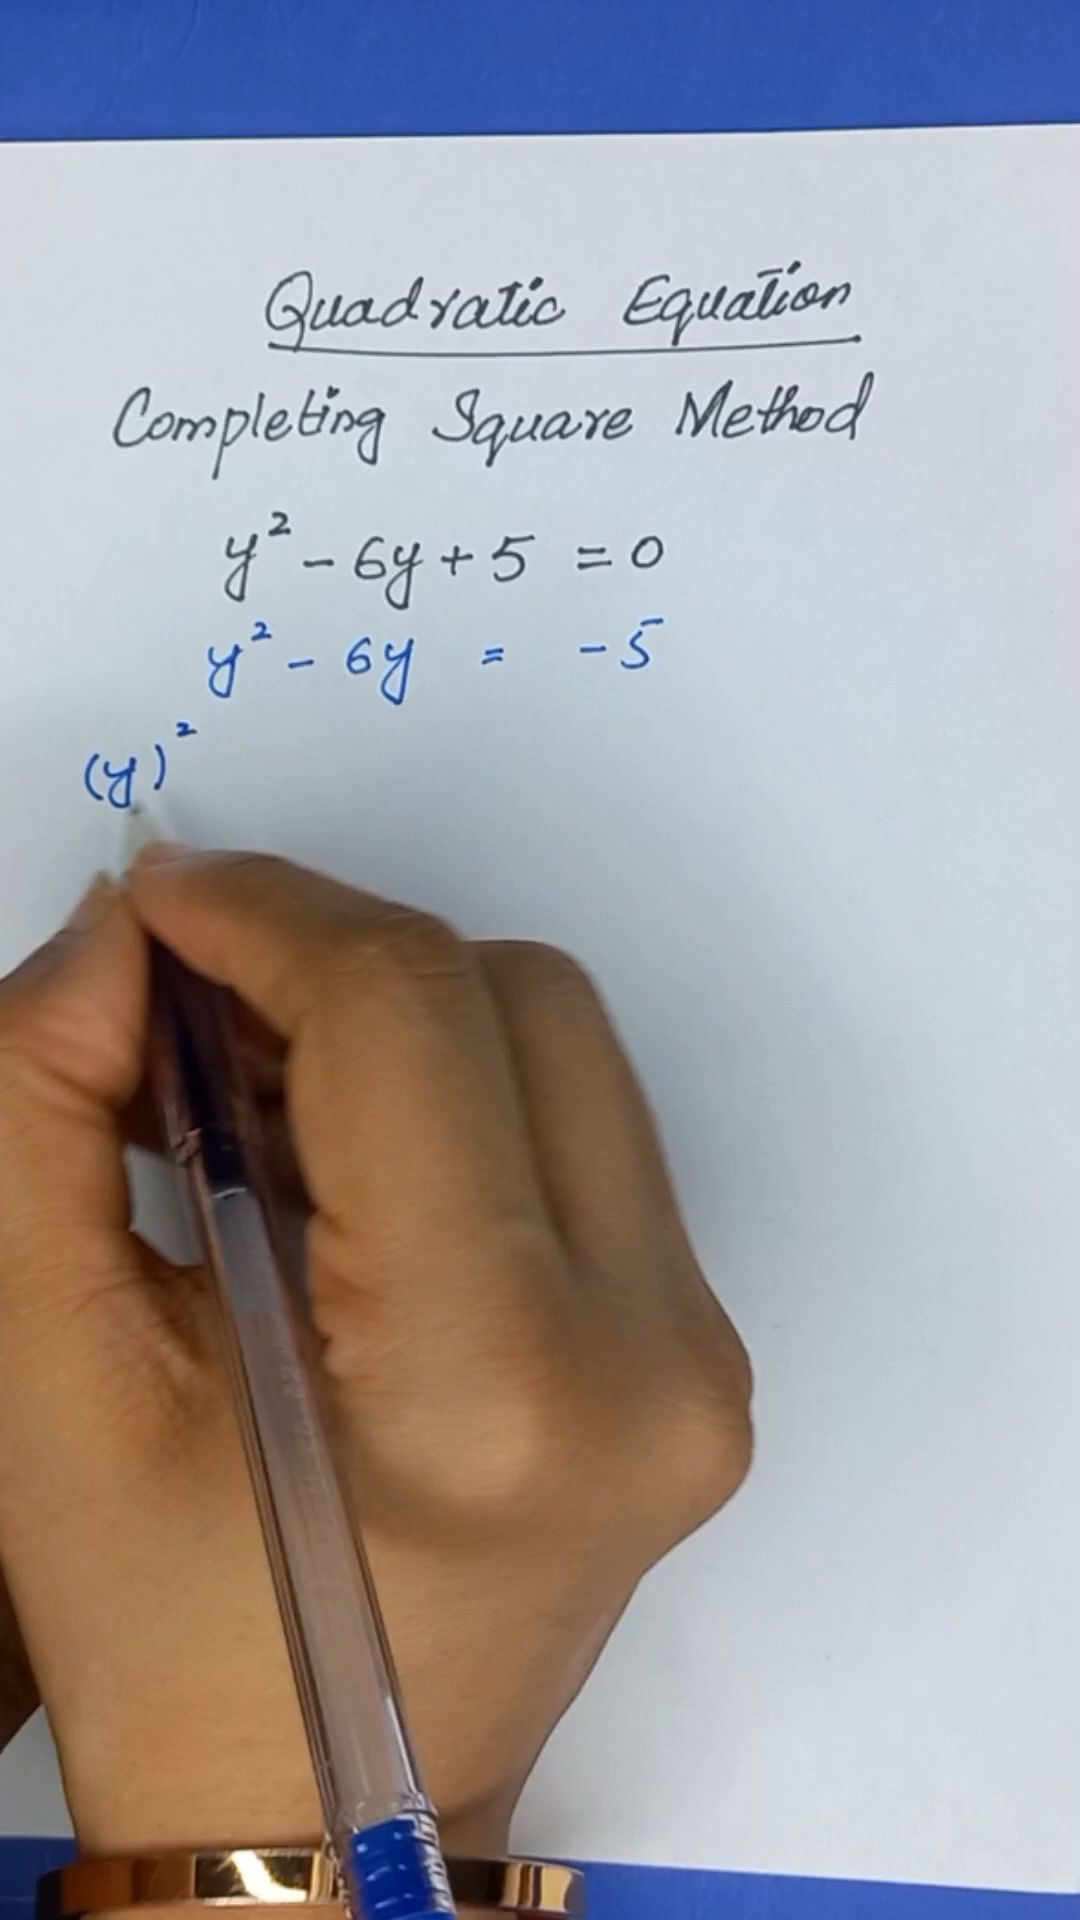 Quadratic Equation
Completing Square Method
y² - 6y + 5 = 0
y² - 6y = -5
(y)²